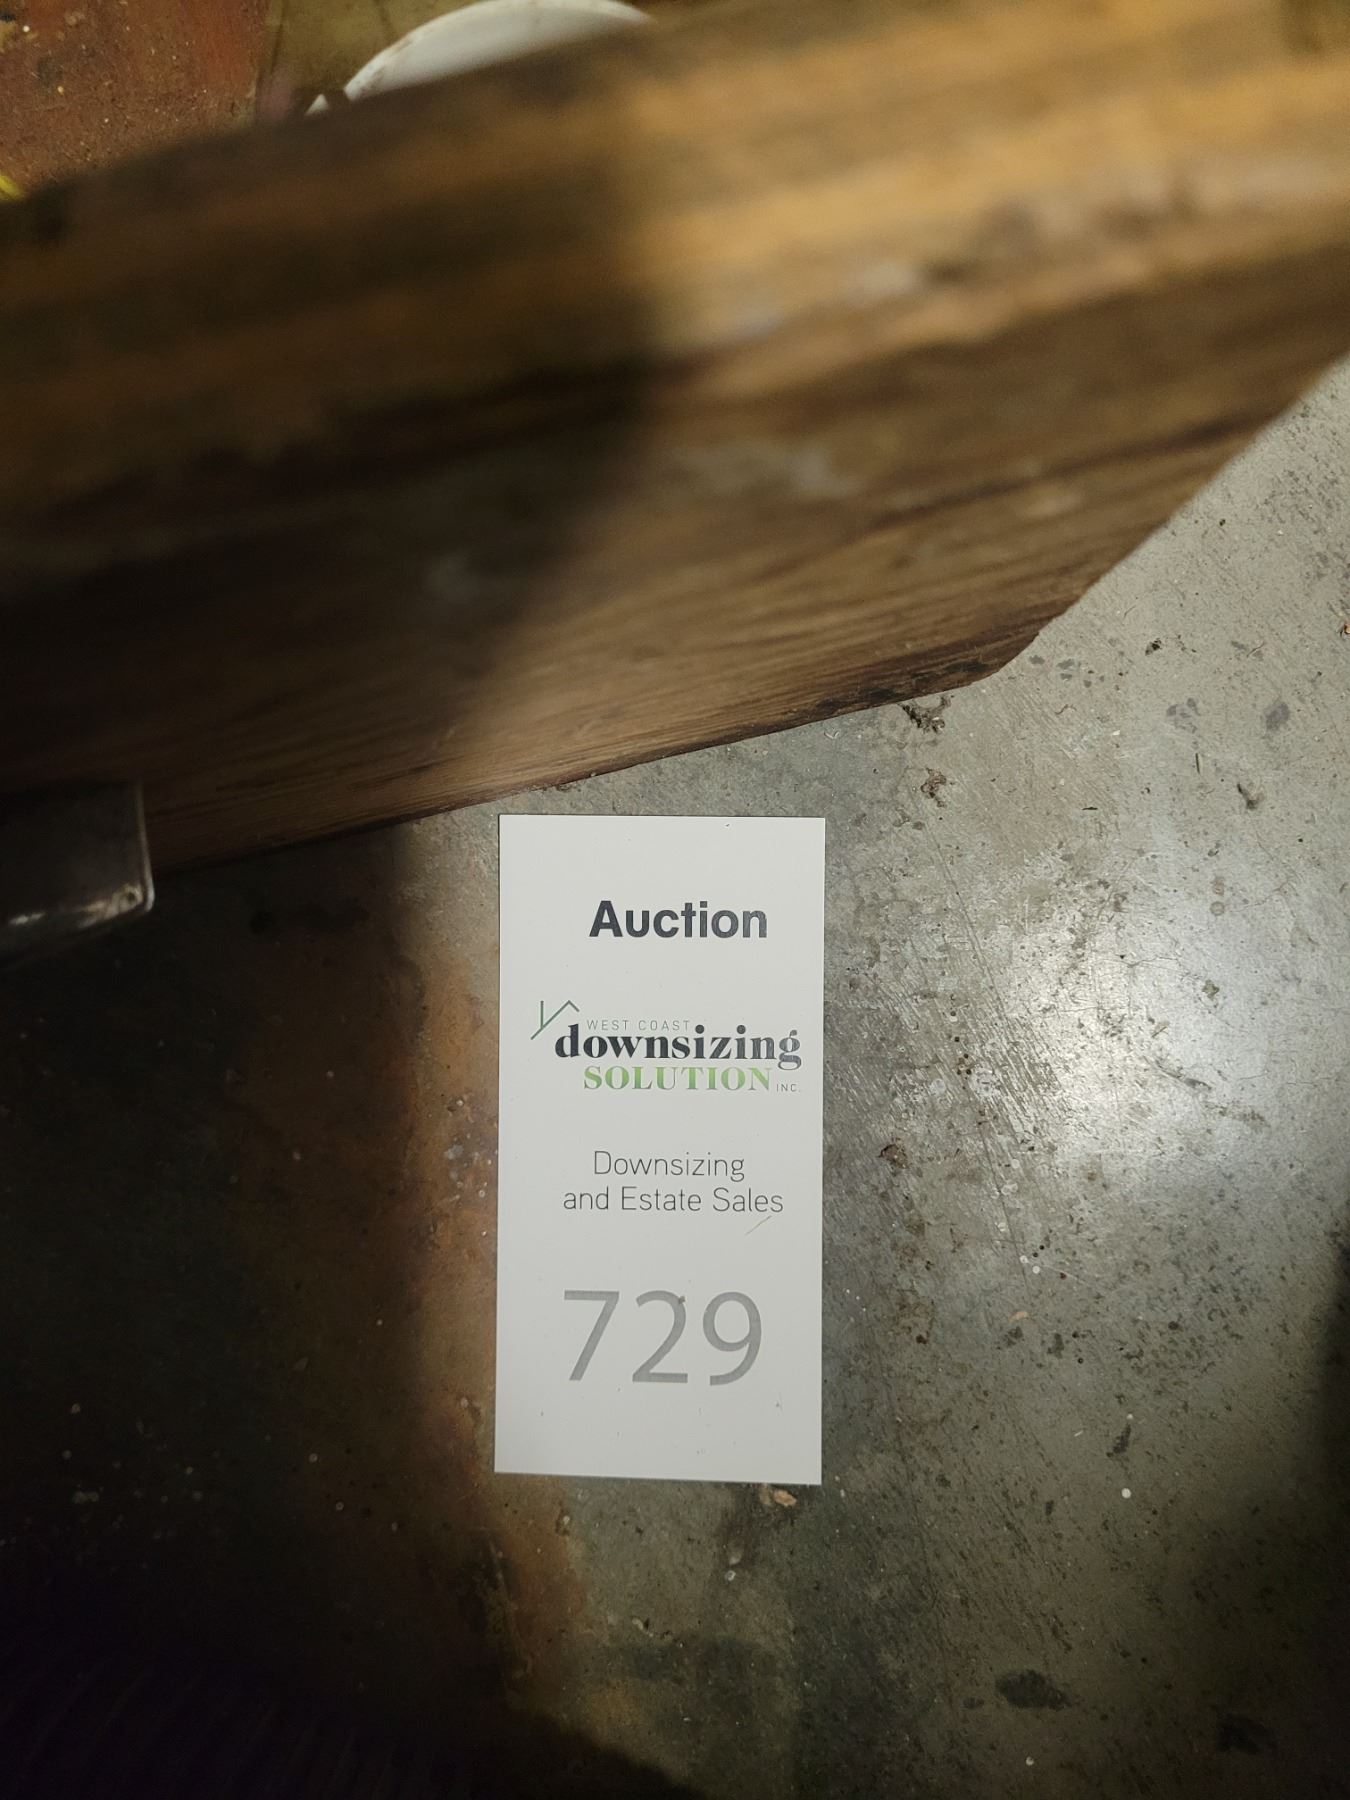 Auction
WEST COAST
downsizing
SOLUTION INC.
Downsizing
and Estate Sales
729